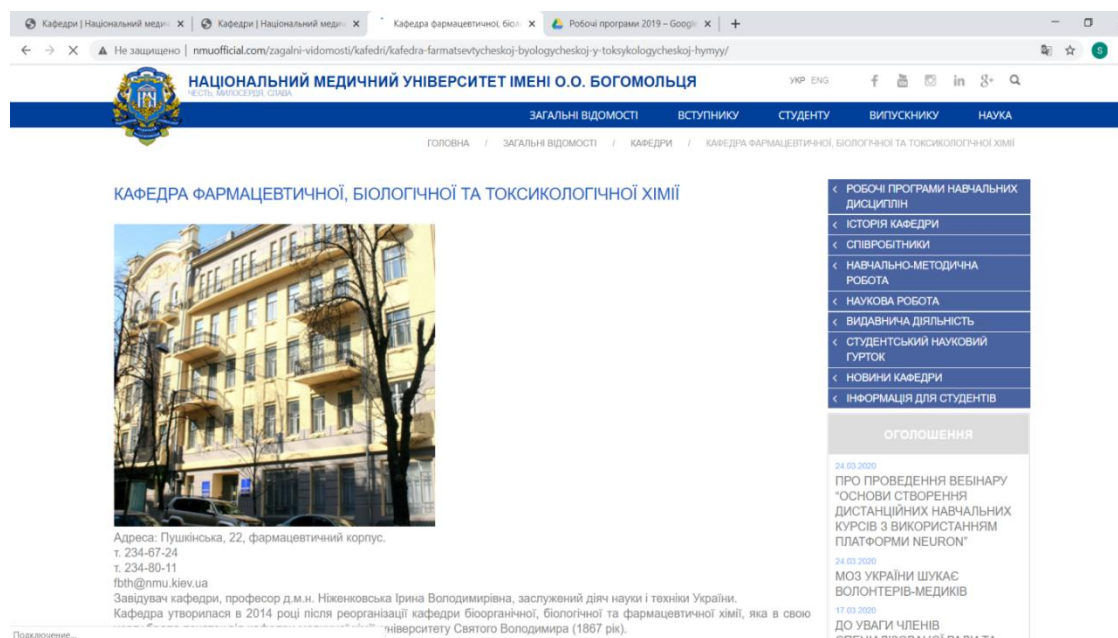 Кафедри | Національний медич
Кафедри | Національний медич
Кафедра фармацевтичної, біол
Робочі програми 2019 – Google
Не защищено | nmuofficial.com/zagalni-vidomosti/kafedri/kafedra-farmatsevtycheskoj-byologycheskoj-y-toksykologycheskoj-hymyy/
S
НАЦІОНАЛЬНИЙ МЕДИЧНИЙ УНІВЕРСИТЕТ ІМЕНІ О.О. БОГОМОЛЬЦЯ
ЧЕСТЬ, МИЛОСЕРДЯ, СЛАВА
УКР ENG
ЗАГАЛЬНІ ВІДОМОСТІ ВСТУПНИКУ СТУДЕНТУ ВИПУСКНИКУ НАУКА
ГОЛОВНА / ЗАГАЛЬНІ ВІДОМОСТІ / КАФЕДРИ / КАФЕДРА ФАРМАЦЕВТИЧНОЇ, БІОЛОГІЧНОЇ ТА ТОКСИКОЛОГІЧНОЇ ХІМІЇ
КАФЕДРА ФАРМАЦЕВТИЧНОЇ, БІОЛОГІЧНОЇ ТА ТОКСИКОЛОГІЧНОЇ ХІМІЇ
Адреса: Пушкінська, 22, фармацевтичний корпус.
т. 234-67-24
т. 234-80-11
fbth@nmu.kiev.ua
Завідувач кафедри, професор д.м.н. Ніженковська Ірина Володимирівна, заслужений діяч науки і техніки України.
Кафедра утворилася в 2014 році після реорганізації кафедри біоорганічної, біологічної та фармацевтичної хімії, яка в свою
університету Святого Володимира (1867 рік).
Подключение...
РОБОЧІ ПРОГРАМИ НАВЧАЛЬНИХ
ДИСЦИПЛІН
ІСТОРІЯ КАФЕДРИ
СПІВРОБІТНИКИ
НАВЧАЛЬНО-МЕТОДИЧНА
РОБОТА
НАУКОВА РОБОТА
ВИДАВНИЧА ДІЯЛЬНІСТЬ
СТУДЕНТСЬКИЙ НАУКОВИЙ
ГУРТОК
НОВИНИ КАФЕДРИ
ІНФОРМАЦІЯ ДЛЯ СТУДЕНТІВ
ОГОЛОШЕННЯ
24.03.2020
ПРО ПРОВЕДЕННЯ ВЕБІНАРУ
"ОСНОВИ СТВОРЕННЯ
ДИСТАНЦІЙНИХ НАВЧАЛЬНИХ
КУРСІВ З ВИКОРИСТАННЯМ
ПЛАТФОРМИ NEURON"
24.03.2020
МОЗ УКРАЇНИ ШУКАЄ
ВОЛОНТЕРІВ-МЕДИКІВ
17.03.2020
ДО УВАГИ ЧЛЕНІВ